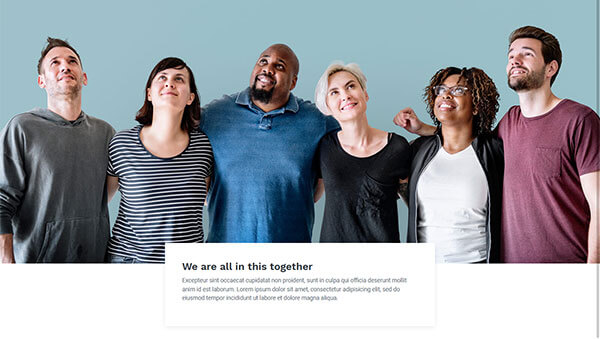 We are all in this together
Excepteur sint occaecat cupidatat non proident, sunt in culpa qui officia deserunt mollit
anim id est laborum. Lorem ipsum dolor sit amet, consectetur adipisicing elit, sed do
eiusmod tempor incididunt ut labore et dolore magna aliqua.